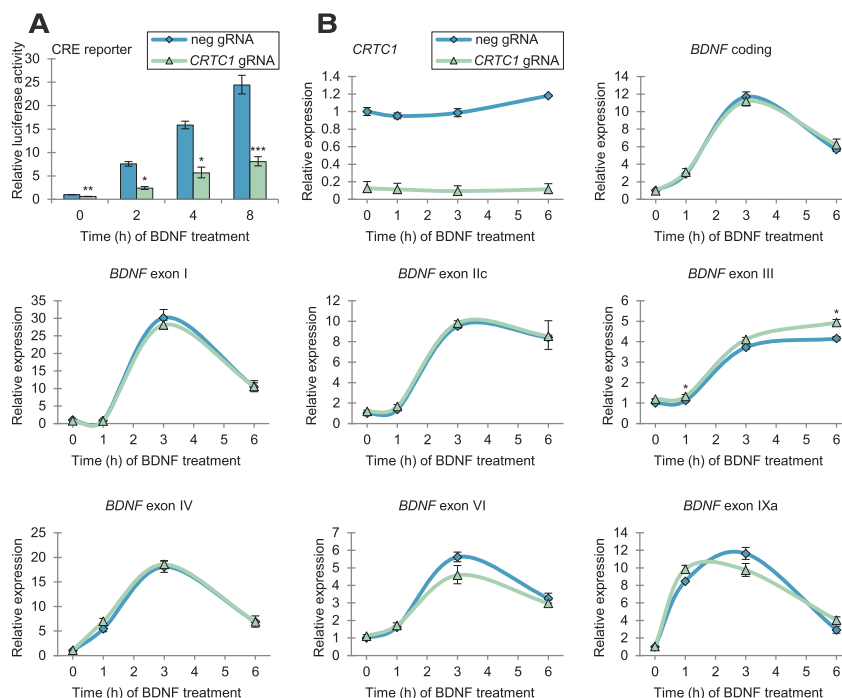 A
CRE reporter
neg gRNA
CRTC1 gRNA
Relative luciferase activity
30
25
20
15
10
5
0
**
*
*
***
0 2 4 8
Time (h) of BDNF treatment
B
CRTC1
neg gRNA
CRTC1 gRNA
Relative expression
1.4
1.2
1
0.8
0.6
0.4
0.2
0
0 1 2 3 4 5 6
Time (h) of BDNF treatment
BDNF coding
Relative expression
14
12
10
8
6
4
2
0
0 1 2 3 4 5 6
Time (h) of BDNF treatment
BDNF exon I
Relative expression
35
30
25
20
15
10
5
0
0 1 2 3 4 5 6
Time (h) of BDNF treatment
BDNF exon IIc
Relative expression
12
10
8
6
4
2
0
0 1 2 3 4 5 6
Time (h) of BDNF treatment
BDNF exon III
Relative expression
6
5
4
3
2
1
0
*
*
0 1 2 3 4 5 6
Time (h) of BDNF treatment
BDNF exon IV
Relative expression
25
20
15
10
5
0
0 1 2 3 4 5 6
Time (h) of BDNF treatment
BDNF exon VI
Relative expression
7
6
5
4
3
2
1
0
0 1 2 3 4 5 6
Time (h) of BDNF treatment
BDNF exon IXa
Relative expression
14
12
10
8
6
4
2
0
0 1 2 3 4 5 6
Time (h) of BDNF treatment